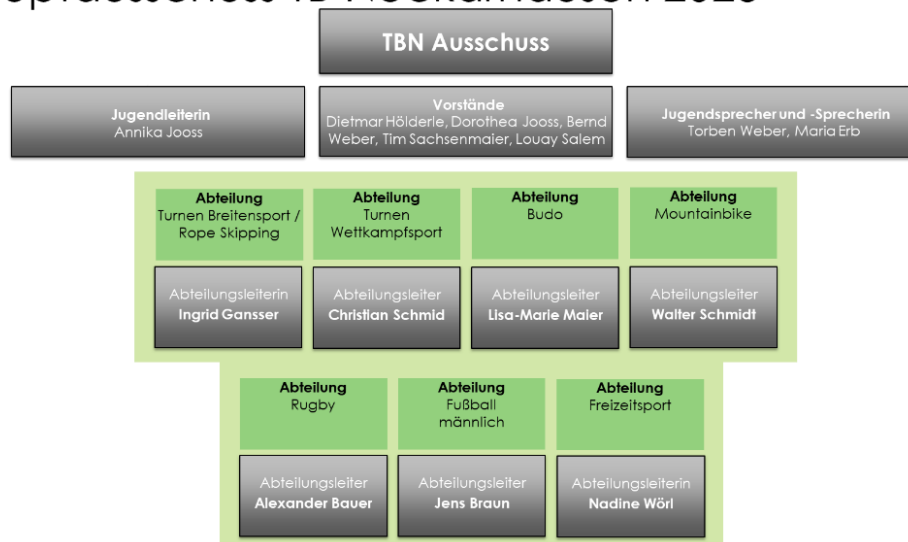 TBN Ausschuss
Jugendleiterin
Annika Jooss
Vorstände
Dietmar Hölderle, Dorothea Jooss, Bernd
Weber, Tim Sachsenmaier, Louay Salem
Jugendsprecher und -Sprecherin
Torben Weber, Maria Erb
Abteilung
Turnen Breitensport /
Rope Skipping
Abteilung
Turnen
Wettkampfsport
Abteilung
Budo
Abteilung
Mountainbike
Abteilungsleiterin
Ingrid Gansser
Abteilungsleiter
Christian Schmid
Abteilungsleiter
Lisa-Marie Maier
Abteilungsleiter
Walter Schmidt
Abteilung
Rugby
Abteilung
Fußball
männlich
Abteilung
Freizeitsport
Abteilungsleiter
Alexander Bauer
Abteilungsleiter
Jens Braun
Abteilungsleiterin
Nadine Wörl